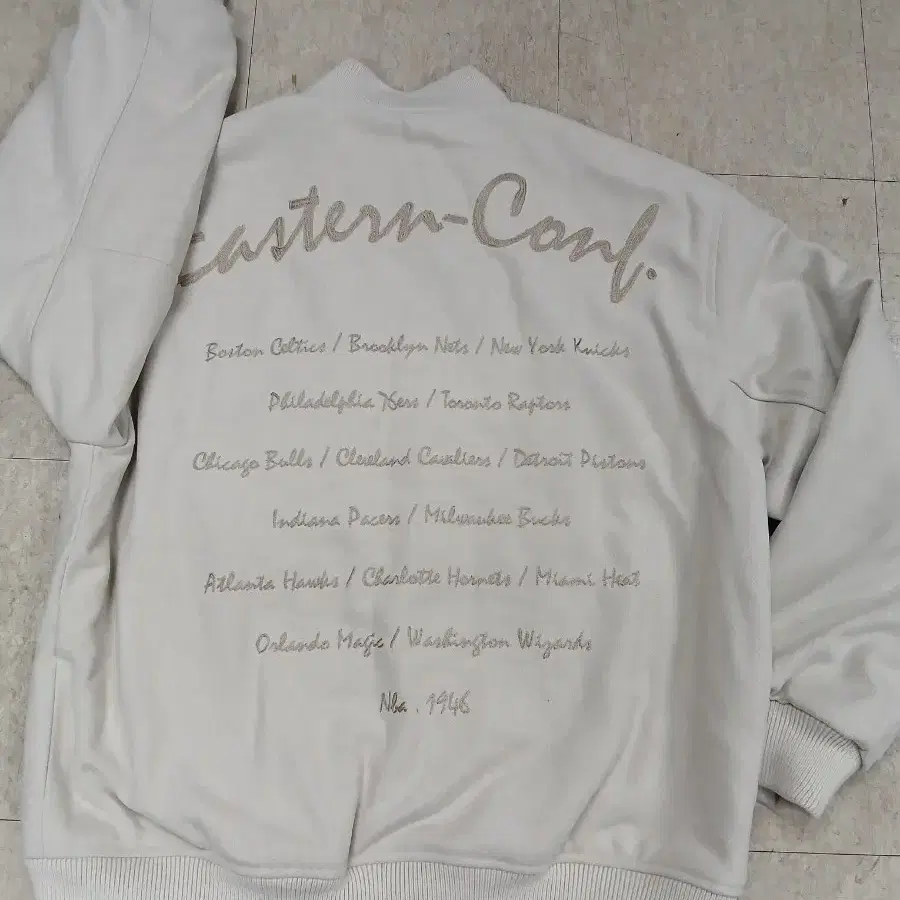 Eastern-Conf.
Boston Celtics / Brooklyn Nets / New York Knicks
Philadelphia 76ers / Toronto Raptors
Chicago Bulls / Cleveland Cavaliers / Detroit Pistons
Indiana Pacers / Milwaukee Bucks
Atlanta Hawks / Charlotte Hornets / Miami Heat
Orlando Magic / Washington Wizards
Nba . 1946